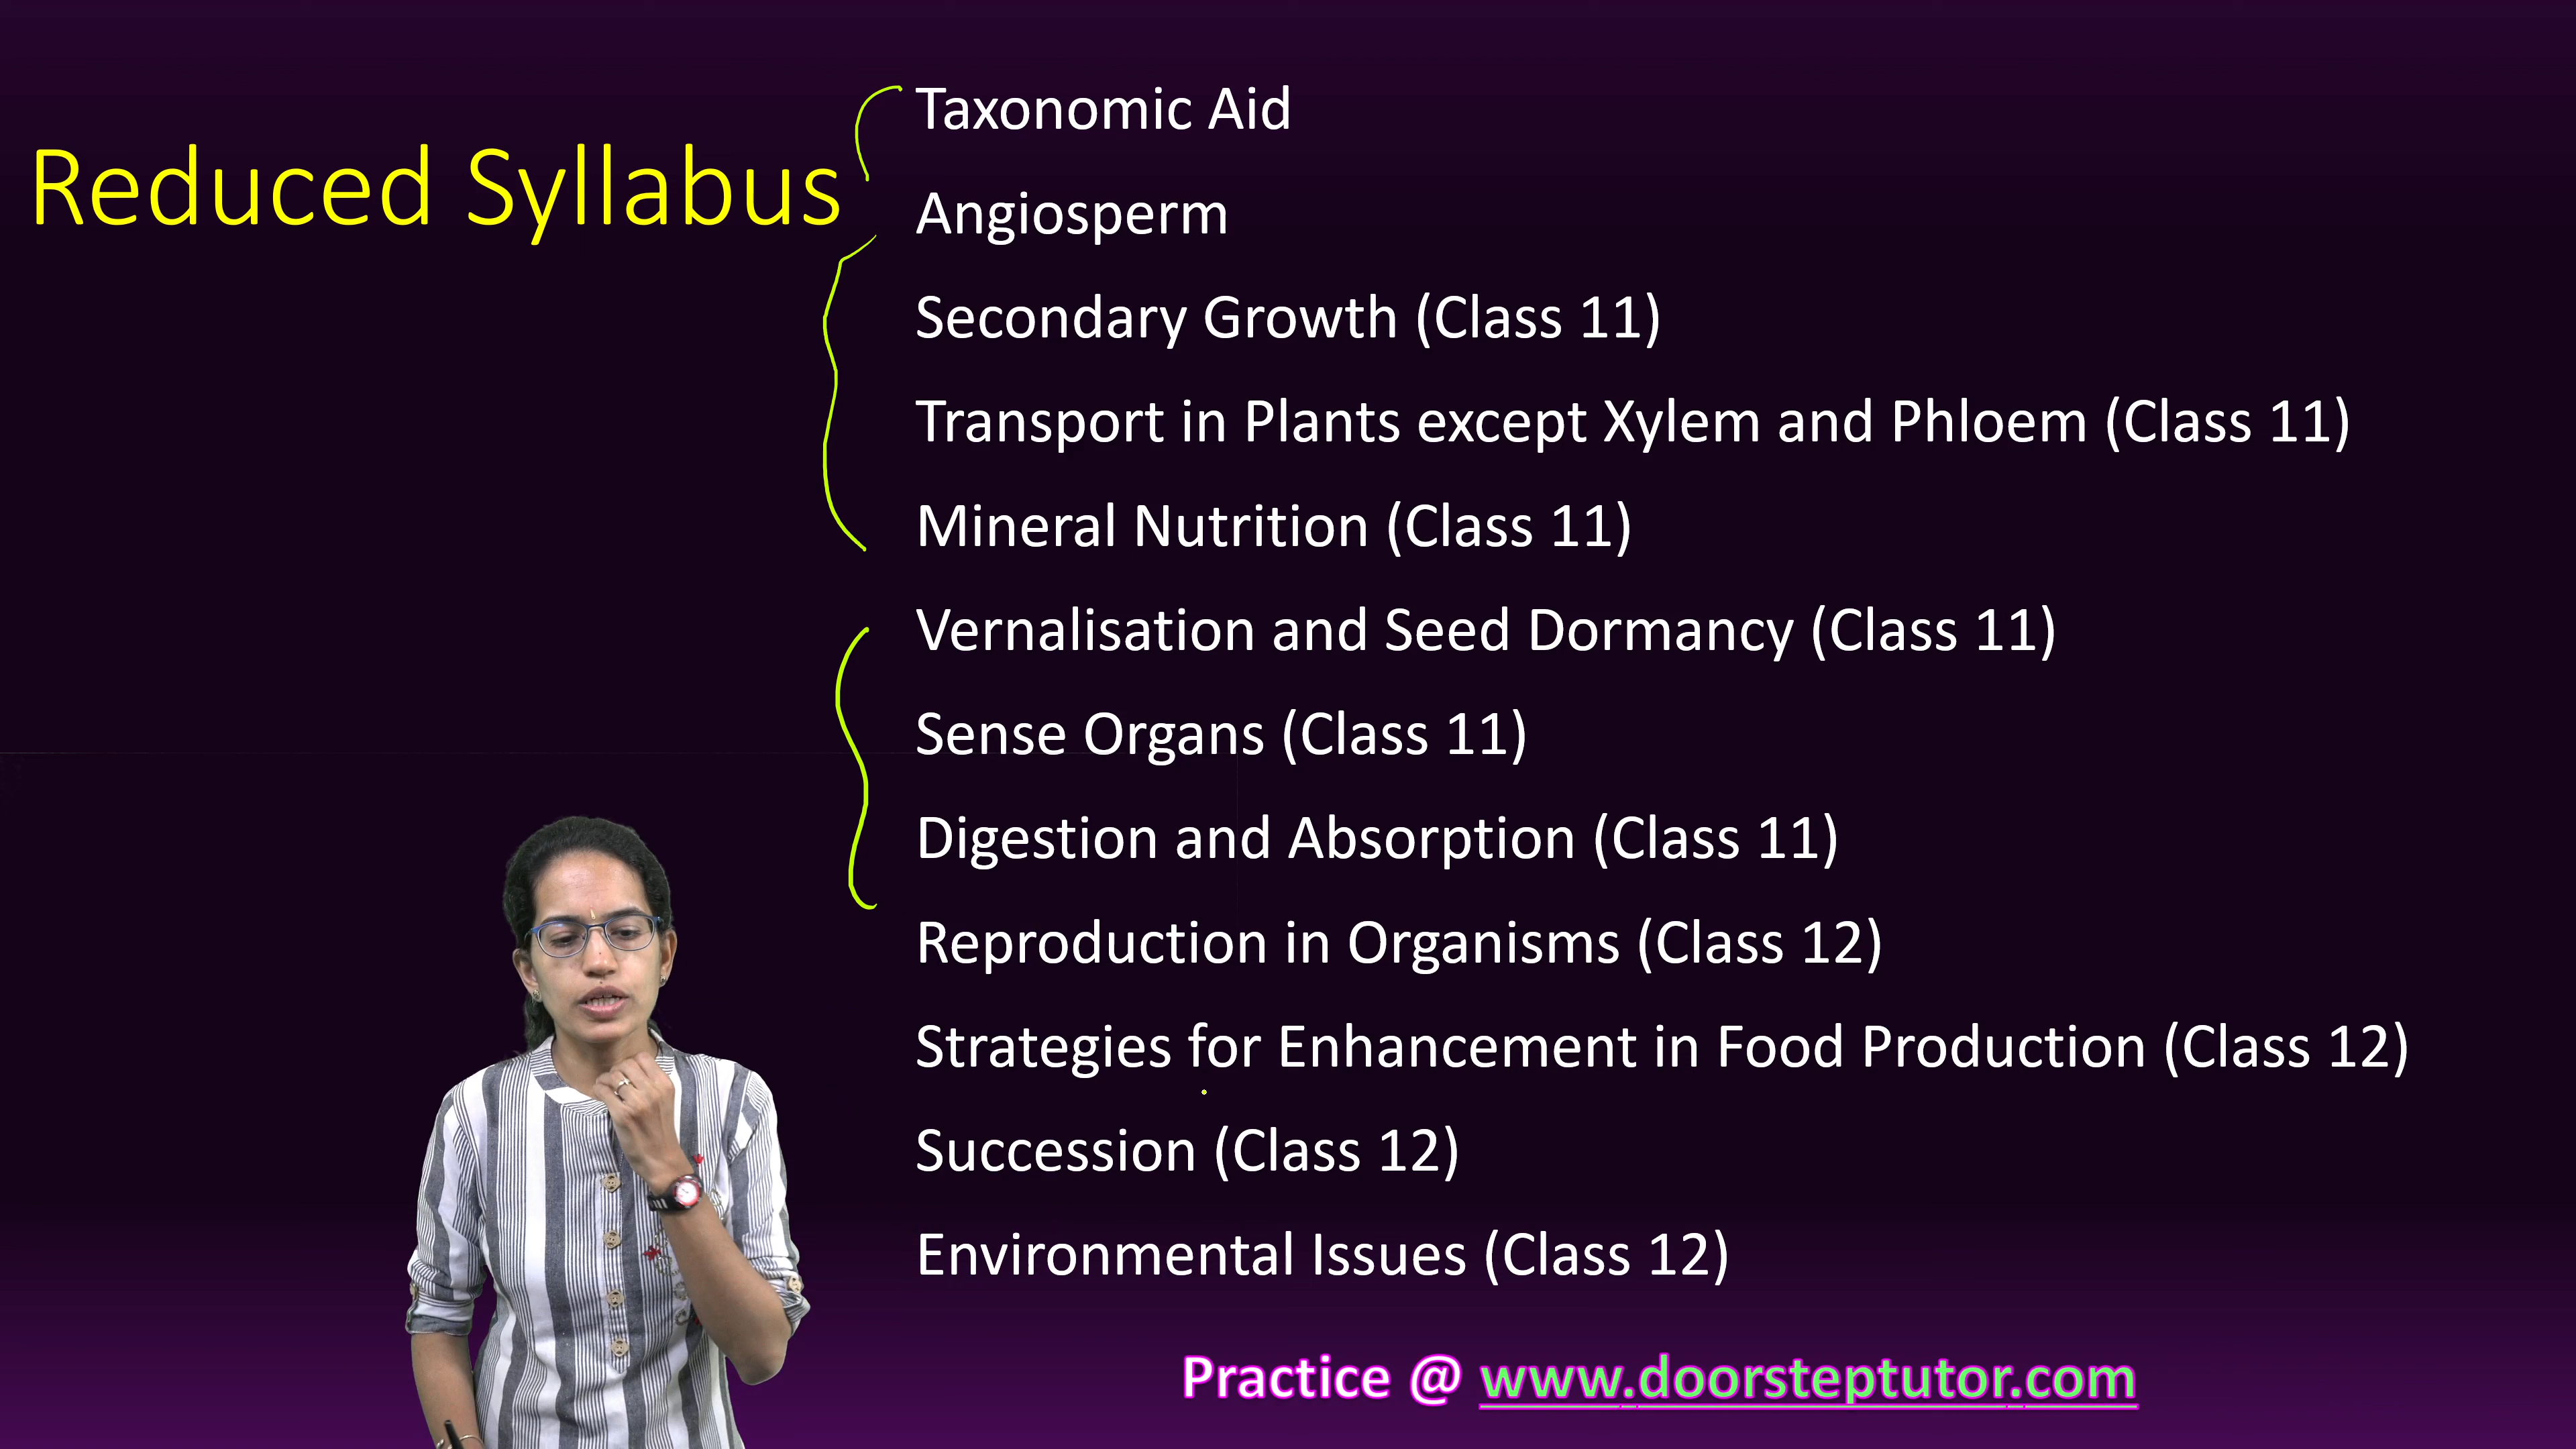 Reduced Syllabus
Taxonomic Aid
Angiosperm
Secondary Growth (Class 11)
Transport in Plants except Xylem and Phloem (Class 11)
Mineral Nutrition (Class 11)
Vernalisation and Seed Dormancy (Class 11)
Sense Organs (Class 11)
Digestion and Absorption (Class 11)
Reproduction in Organisms (Class 12)
Strategies for Enhancement in Food Production (Class 12)
Succession (Class 12)
Environmental Issues (Class 12)
Practice @ www.doorsteptutor.com